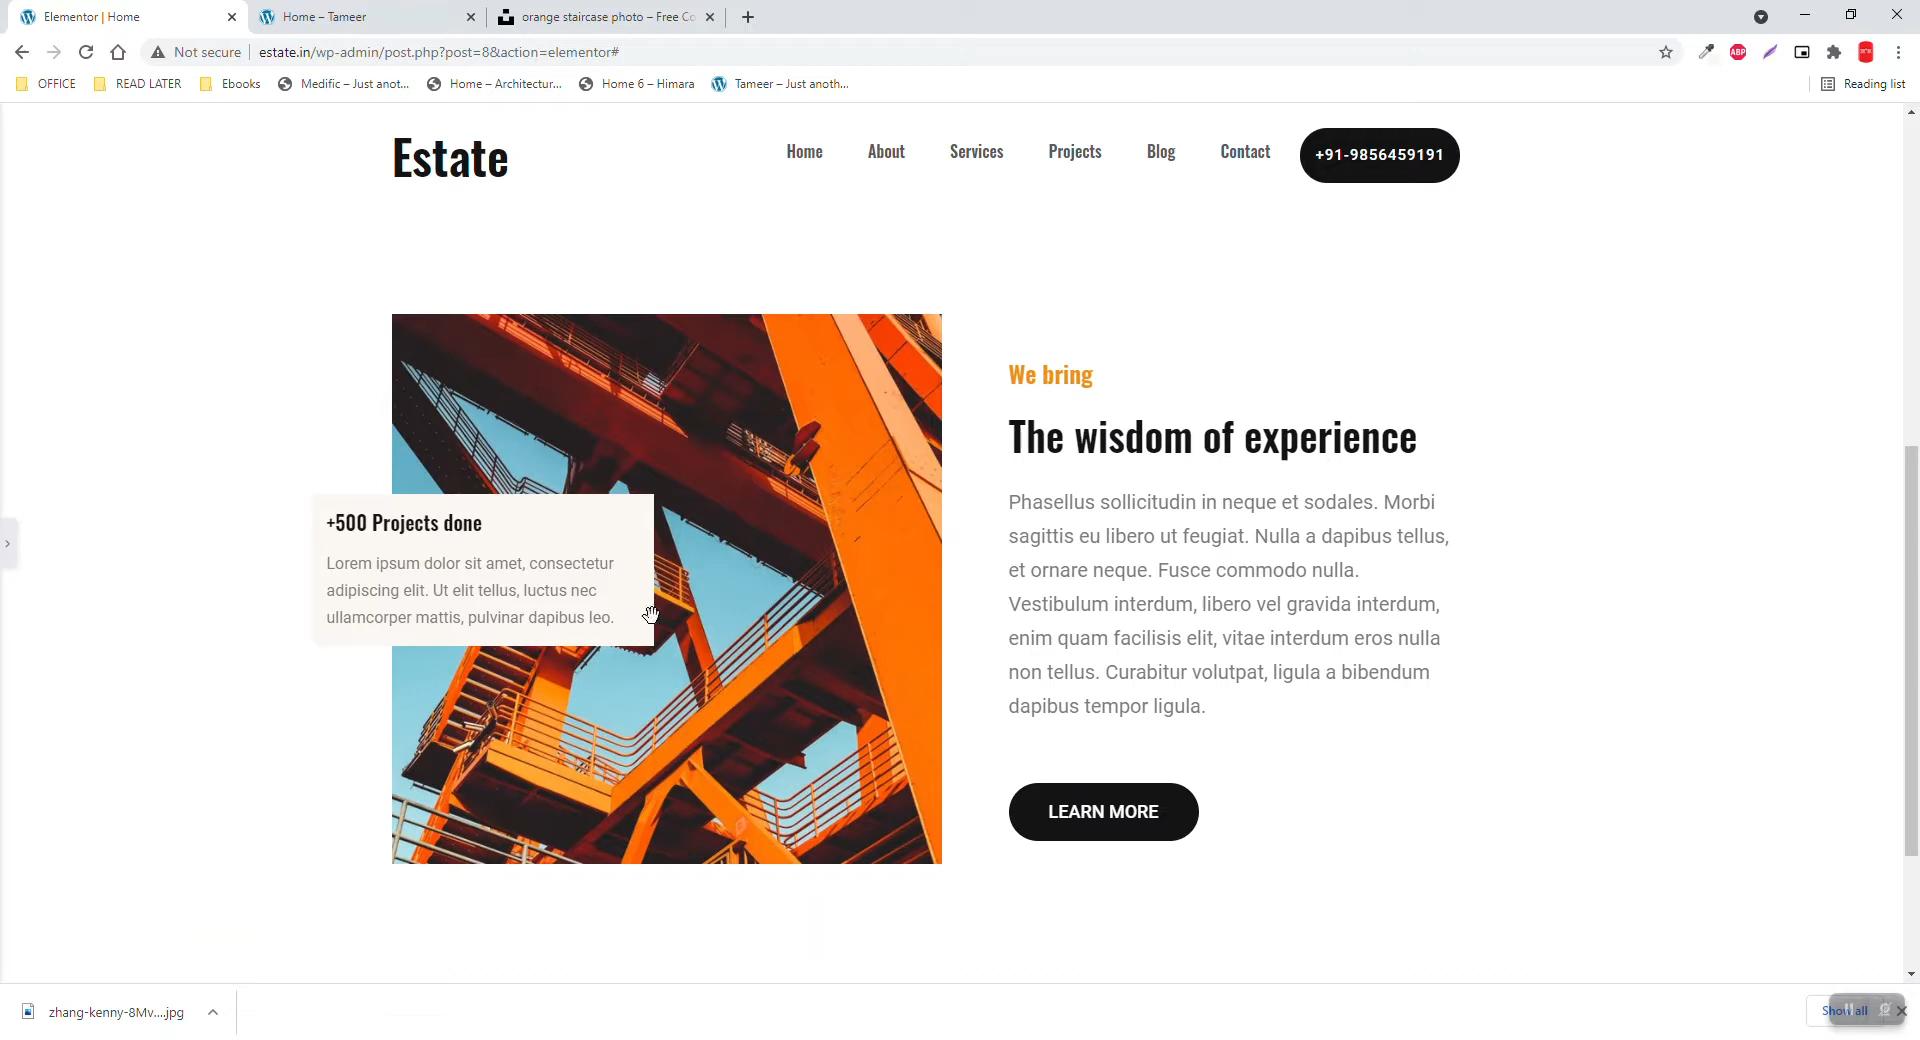 Elementor | Home
Home – Tameer
orange staircase photo – Free Co
Not secure
estate.in/wp-admin/post.php?post=8&action=elementor#
ABP
OFFICE
READ LATER
Ebooks
Medific – Just anot...
Home – Architectur...
Home 6 – Himara
Tameer – Just anoth...
Reading list
Estate
Home
About
Services
Projects
Blog
Contact
+91-9856459191
We bring
The wisdom of experience
Phasellus sollicitudin in neque et sodales. Morbi
sagittis eu libero ut feugiat. Nulla a dapibus tellus,
et ornare neque. Fusce commodo nulla.
Vestibulum interdum, libero vel gravida interdum,
enim quam facilisis elit, vitae interdum eros nulla
non tellus. Curabitur volutpat, ligula a bibendum
dapibus tempor ligula.
LEARN MORE
+500 Projects done
Lorem ipsum dolor sit amet, consectetur
adipiscing elit. Ut elit tellus, luctus nec
ullamcorper mattis, pulvinar dapibus leo.
zhang-kenny-8Mv....jpg
Show all